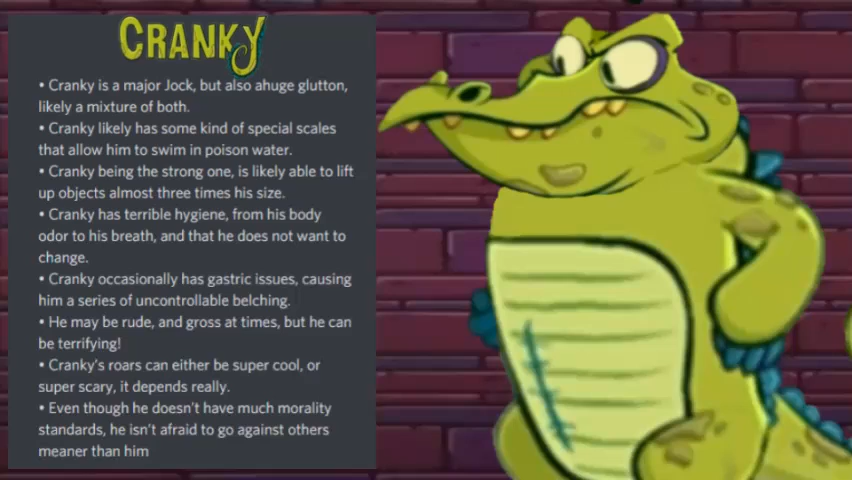 CRANKY
• Cranky is a major Jock, but also ahuge glutton,
likely a mixture of both.
• Cranky likely has some kind of special scales
that allow him to swim in poison water.
• Cranky being the strong one, is likely able to lift
up objects almost three times his size.
• Cranky has terrible hygiene, from his body
odor to his breath, and that he does not want to
change.
• Cranky occasionally has gastric issues, causing
him a series of uncontrollable belching.
• He may be rude, and gross at times, but he can
be terrifying!
• Cranky's roars can either be super cool, or
super scary, it depends really.
• Even though he doesn't have much morality
standards, he isn't afraid to go against others
meaner than him